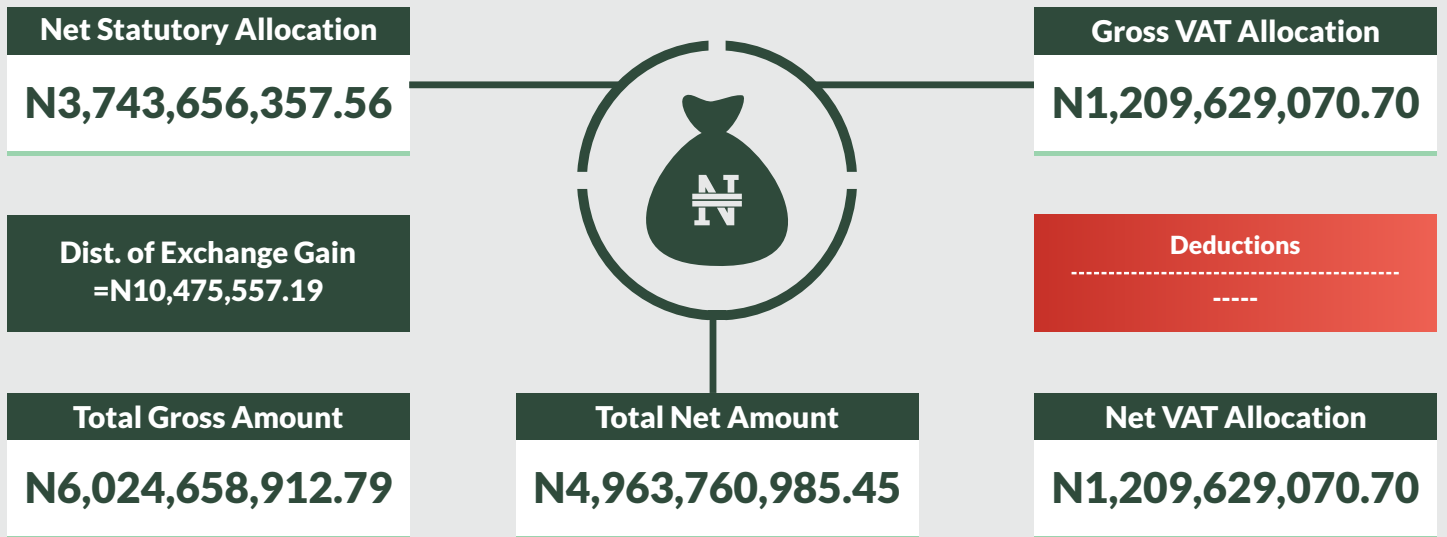 Net Statutory Allocation
N3,743,656,357.56
Gross VAT Allocation
N1,209,629,070.70
₦
Dist. of Exchange Gain
=N10,475,557.19
Deductions
--------------------------------------------
-----
Total Gross Amount
N6,024,658,912.79
Total Net Amount
N4,963,760,985.45
Net VAT Allocation
N1,209,629,070.70